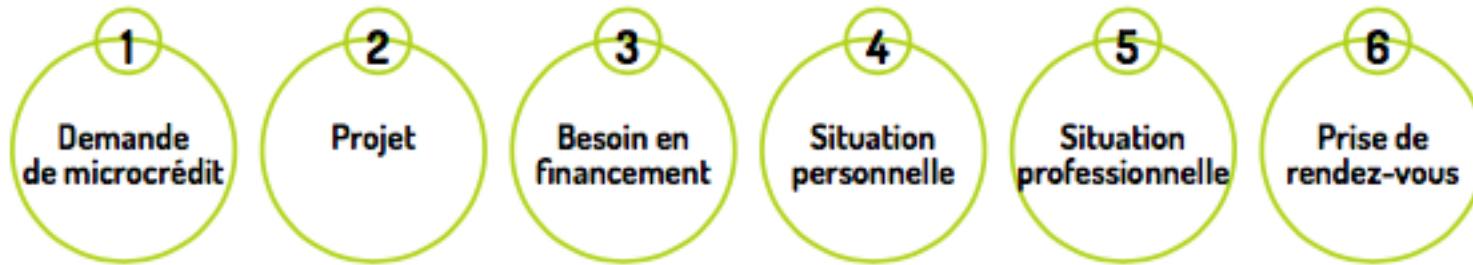 1
Demande
de microcrédit
2
Projet
3
Besoin en
financement
4
Situation
personnelle
5
Situation
professionnelle
6
Prise de
rendez-vous